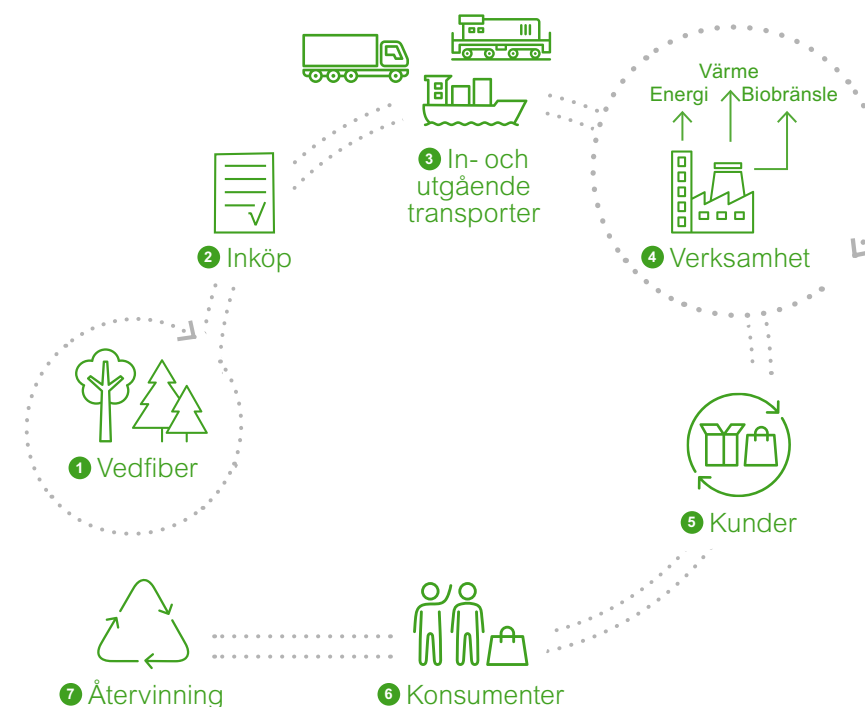 1 Vedfiber
2 Inköp
3 In- och
utgående
transporter
Värme
Energi
Biobränsle
4 Verksamhet
5 Kunder
6 Konsumenter
7 Återvinning